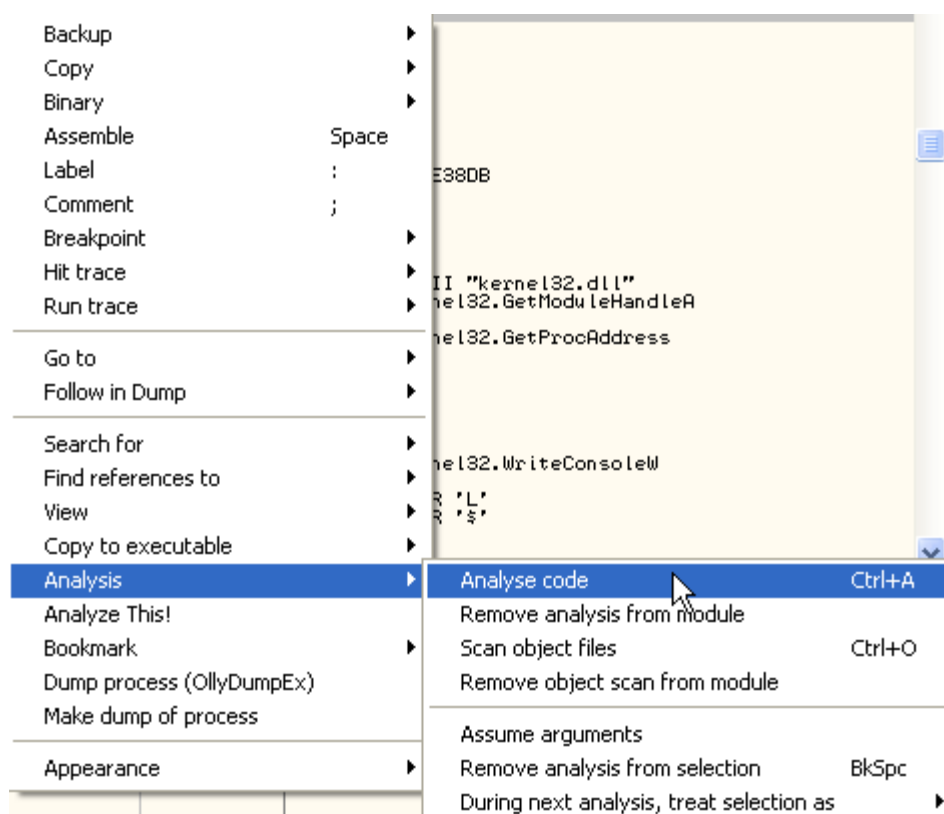 Backup
Copy
Binary
Assemble Space
Label :
E38DB
Comment ;
Breakpoint
Hit trace
II "kernel32.dll"
Run trace
nel32.GetModuleHandleA
nel32.GetProcAddress
Go to
Follow in Dump
Search for
nel32.WriteConsoleW
Find references to
R 'L'
View
R '$'
Copy to executable
Analysis
Analyse code Ctrl+A
Analyze This!
Remove analysis from module
Bookmark
Scan object files Ctrl+O
Dump process (OllyDumpEx)
Remove object scan from module
Make dump of process
Assume arguments
Appearance
Remove analysis from selection BkSpc
During next analysis, treat selection as